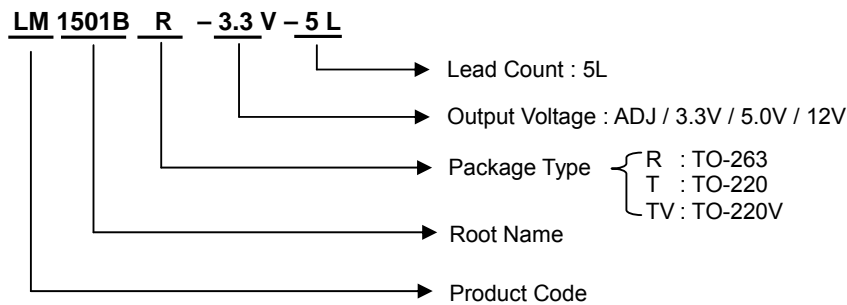 LM 1501B R – 3.3 V – 5 L
Lead Count : 5L
Output Voltage : ADJ / 3.3V / 5.0V / 12V
Package Type
R : TO-263
T : TO-220
TV : TO-220V
Root Name
Product Code